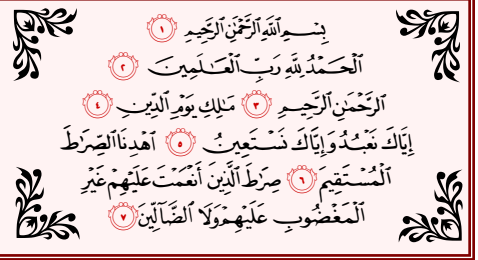 بِسْمِ ٱللَّهِ ٱلرَّحْمَٰنِ ٱلرَّحِيمِ ١
ٱلْحَمْدُ لِلَّهِ رَبِّ ٱلْعَٰلَمِينَ ٢
ٱلرَّحْمَٰنِ ٱلرَّحِيمِ ٣ مَٰلِكِ يَوْمِ ٱلدِّينِ ٤
إِيَّاكَ نَعْبُدُ وَإِيَّاكَ نَسْتَعِينُ ٥ ٱهْدِنَا ٱلصِّرَٰطَ
ٱلْمُسْتَقِيمَ ٦ صِرَٰطَ ٱلَّذِينَ أَنْعَمْتَ عَلَيْهِمْ غَيْرِ
ٱلْمَغْضُوبِ عَلَيْهِمْ وَلَا ٱلضَّآلِّينَ ٧